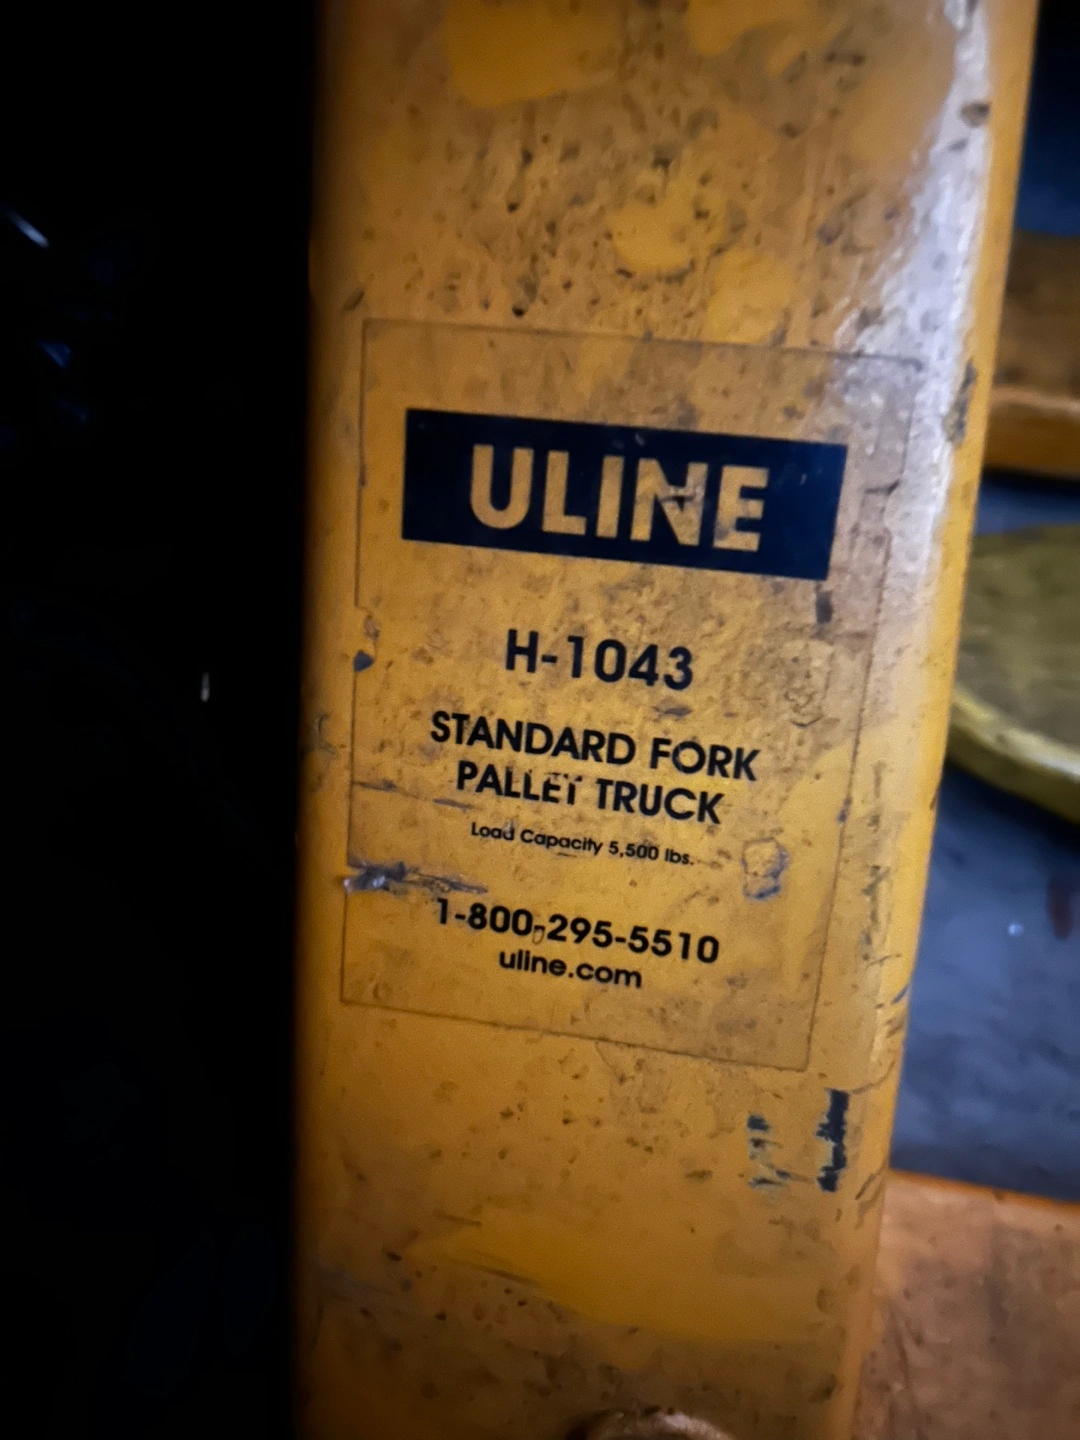 ULINE
H-1043
STANDARD FORK
PALLET TRUCK
Load Capacity 5,500 lbs.
1-800-295-5510
uline.com